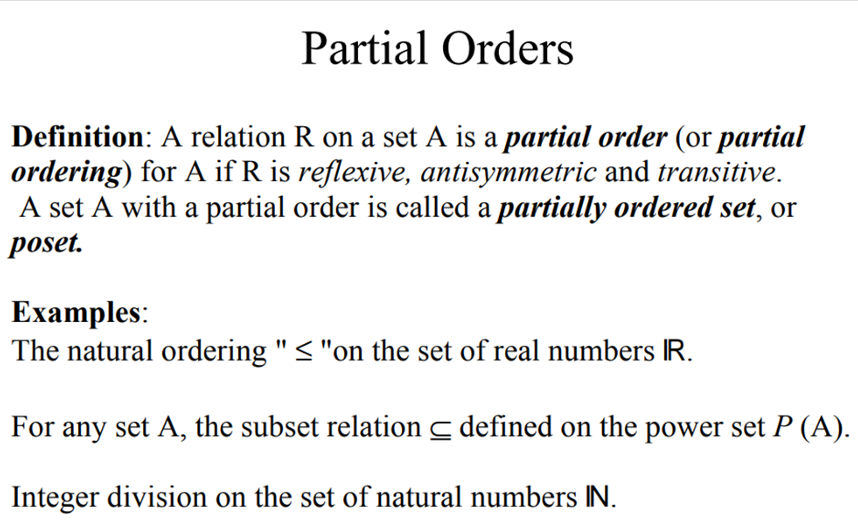 Partial Orders
Definition: A relation R on a set A is a partial order (or partial
ordering) for A if R is reflexive, antisymmetric and transitive.
A set A with a partial order is called a partially ordered set, or
poset.
Examples:
The natural ordering " ≤ "on the set of real numbers ℝ.
For any set A, the subset relation ⊆ defined on the power set P (A).
Integer division on the set of natural numbers ℕ.